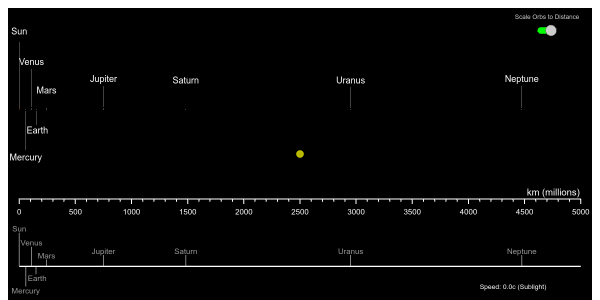 Scale Orbs to Distance
Sun
Venus
Mars
Jupiter
Saturn
Uranus
Neptune
Earth
Mercury
km (millions)
0 500 1000 1500 2000 2500 3000 3500 4000 4500 5000
Sun
Venus
Mars
Jupiter
Saturn
Uranus
Neptune
Earth
Mercury
Speed: 0.0c (Sublight)